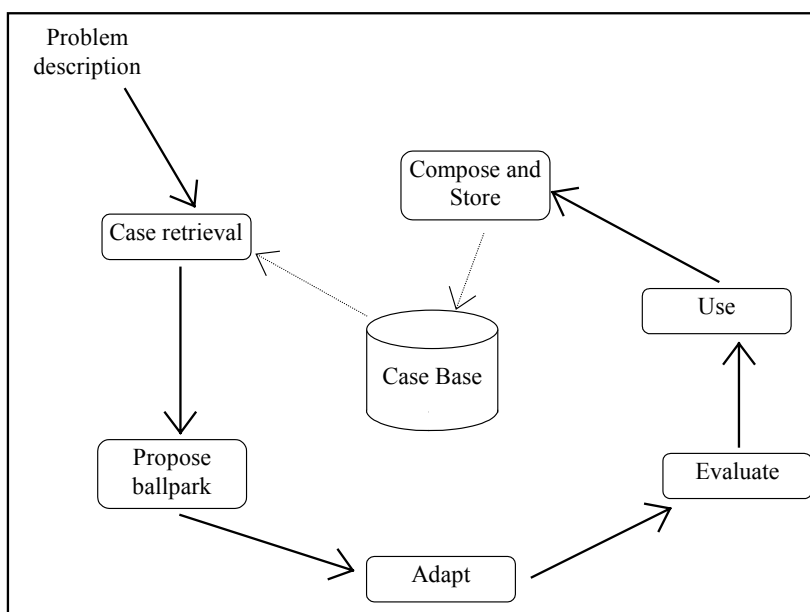 Problem
description
Compose and
Store
Case retrieval
Use
Case Base
Propose
ballpark
Evaluate
Adapt